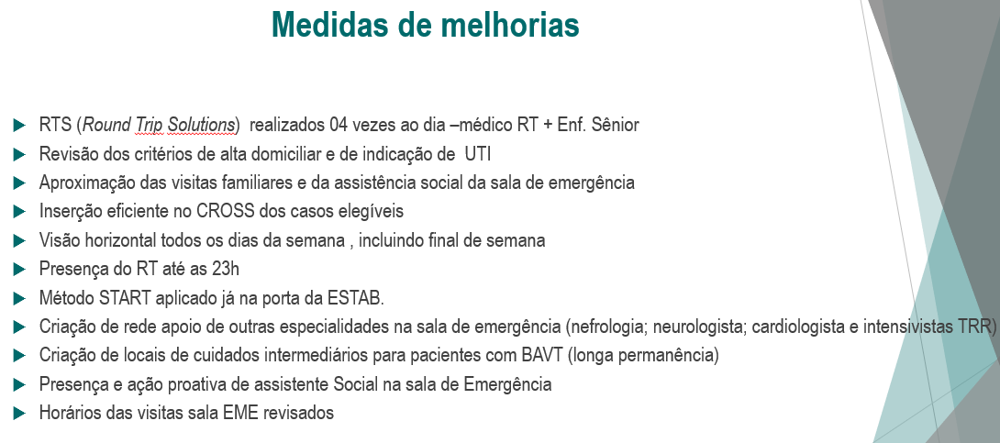 Medidas de melhorias
RTS (Round Trip Solutions)  realizados 04 vezes ao dia –médico RT + Enf. Sênior
Revisão dos critérios de alta domiciliar e de indicação de  UTI
Aproximação das visitas familiares e da assistência social da sala de emergência
Inserção eficiente no CROSS dos casos elegíveis
Visão horizontal todos os dias da semana , incluindo final de semana
Presença do RT até as 23h
Método START aplicado já na porta da ESTAB.
Criação de rede apoio de outras especialidades na sala de emergência (nefrologia; neurologista; cardiologista e intensivistas TRR)
Criação de locais de cuidados intermediários para pacientes com BAVT (longa permanência)
Presença e ação proativa de assistente Social na sala de Emergência
Horários das visitas sala EME revisados